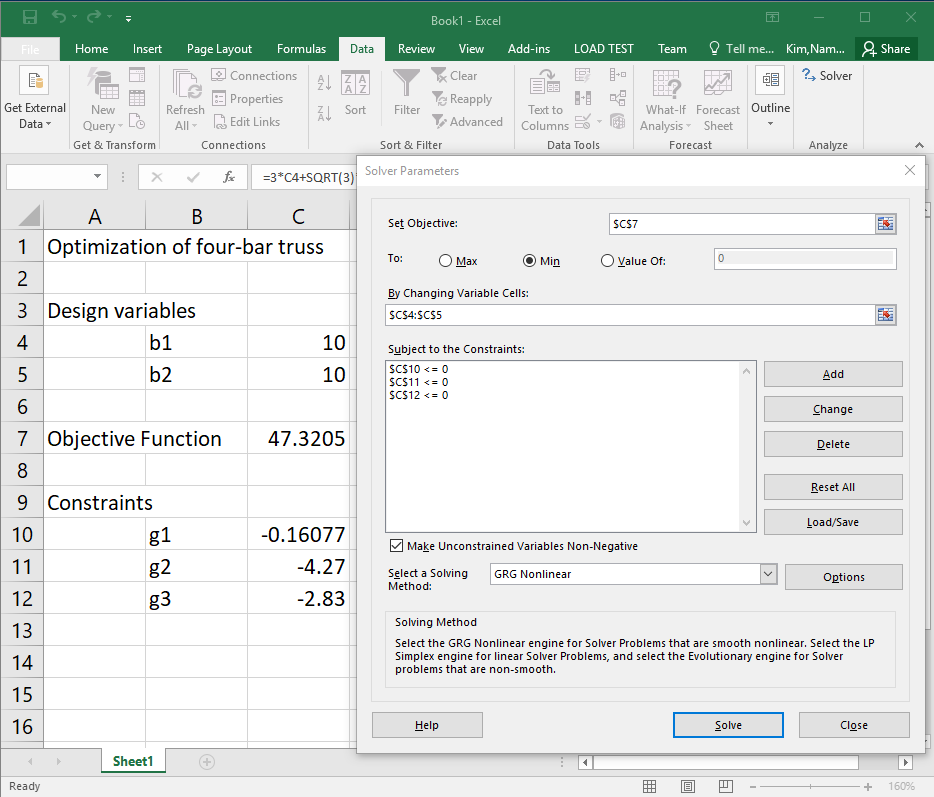 Book1 - Excel
File Home Insert Page Layout Formulas Data Review View Add-ins LOAD TEST Team Tell me... Kim,Nam... Share
Get External
Data
New
Query
Get & Transform
Refresh
All
Connections
Properties
Edit Links
Connections
Sort
Filter
Clear
Reapply
Advanced
Sort & Filter
Text to
Columns
Data Tools
What-If
Analysis
Forecast
Sheet
Forecast
Outline
Solver
Analyze
fx =3*C4+SQRT(3)
A B C
1 Optimization of four-bar truss
2
3 Design variables
4 b1 10
5 b2 10
6
7 Objective Function 47.3205
8
9 Constraints
10 g1 -0.16077
11 g2 -4.27
12 g3 -2.83
13
14
15
16
Sheet1
Ready
160%
Solver Parameters
Set Objective: $C$7
To: Max Min Value Of: 0
By Changing Variable Cells:
$C$4:$C$5
Subject to the Constraints:
$C$10 <= 0
$C$11 <= 0
$C$12 <= 0
Add
Change
Delete
Reset All
Load/Save
Make Unconstrained Variables Non-Negative
Select a Solving
Method:
GRG Nonlinear
Options
Solving Method
Select the GRG Nonlinear engine for Solver Problems that are smooth nonlinear. Select the LP
Simplex engine for linear Solver Problems, and select the Evolutionary engine for Solver
problems that are non-smooth.
Help Solve Close